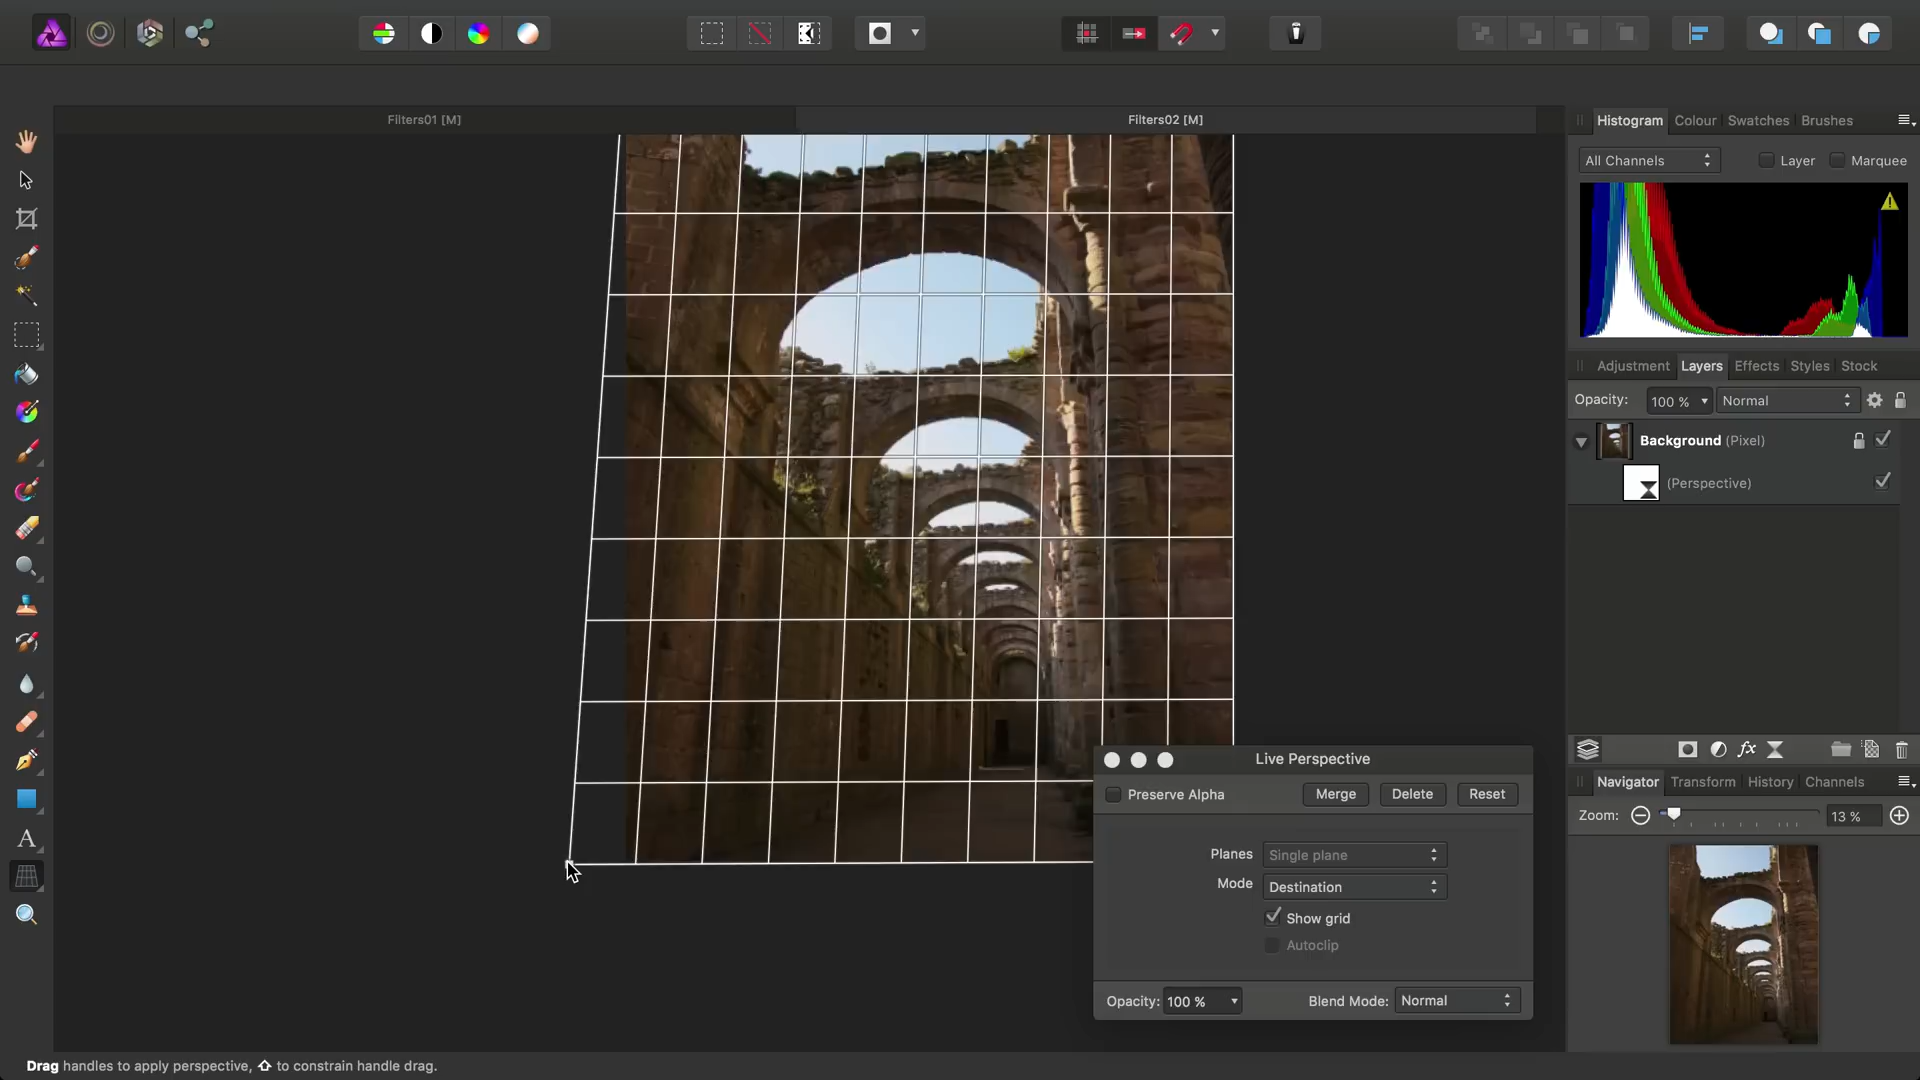 Filters01 [M]
Filters02 [M]
Histogram Colour Swatches Brushes
All Channels Layer Marquee
Adjustment Layers Effects Styles Stock
Opacity: 100 % Normal
Background (Pixel)
(Perspective)
Navigator Transform History Channels
Zoom: 13 %
Live Perspective
Preserve Alpha Merge Delete Reset
Planes Single plane
Mode Destination
Show grid
Autoclip
Opacity: 100 % Blend Mode: Normal
Drag handles to apply perspective, to constrain handle drag.